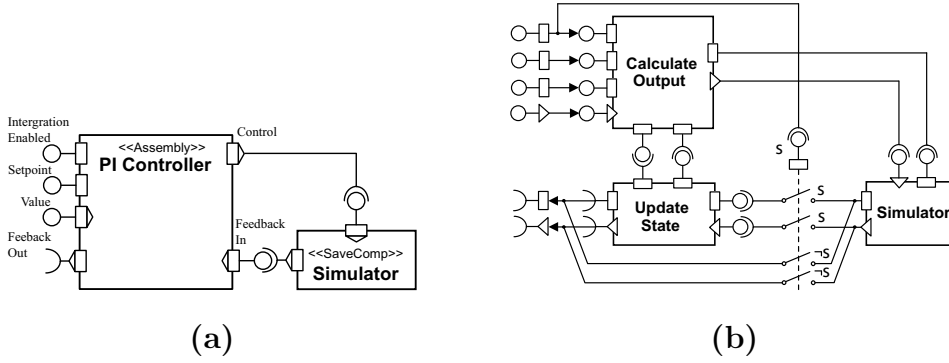 Intergration
Enabled
Setpoint
Value
Feeback
Out
<<Assembly>>
PI Controller
Control
Feedback
In
<<SaveComp>>
Simulator
(a)
Calculate
Output
S
Update
State
S
S
Simulator
¬S
¬S
(b)